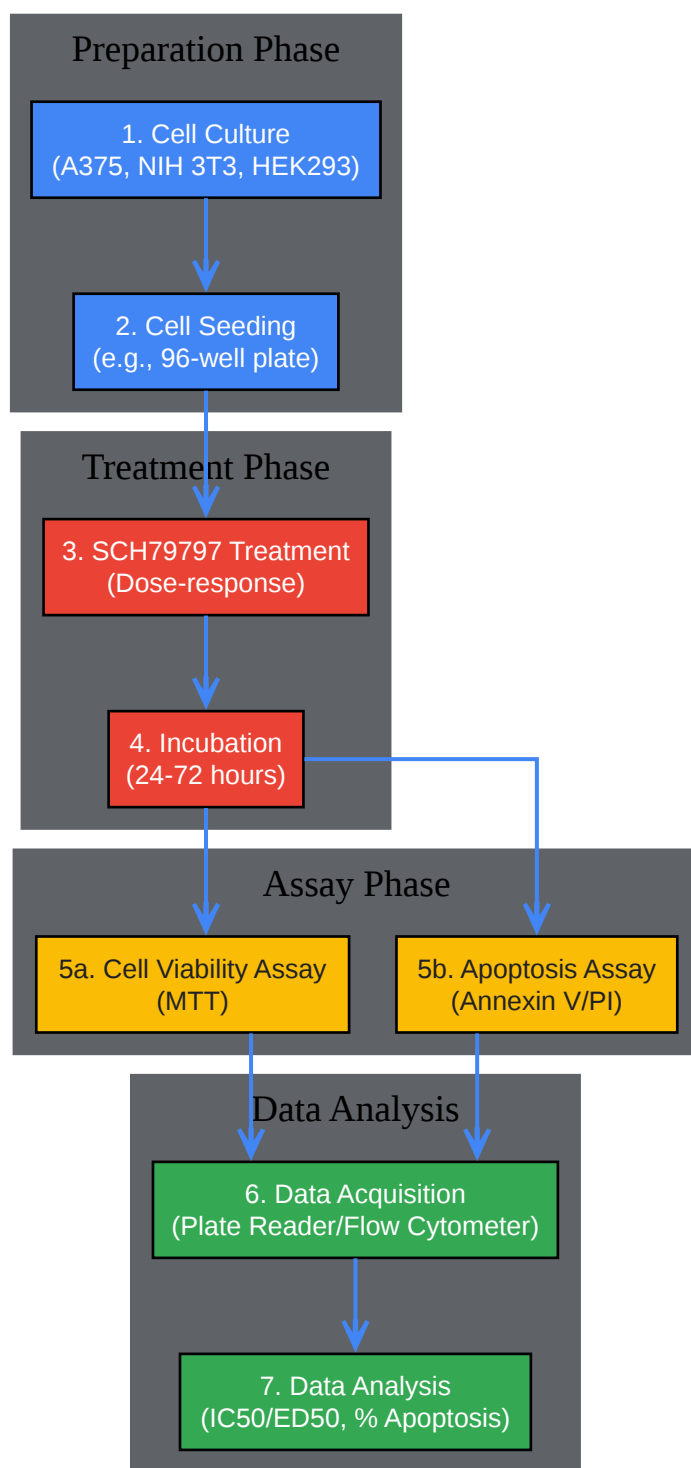 Preparation Phase
1. Cell Culture
(A375, NIH 3T3, HEK293)
2. Cell Seeding
(e.g., 96-well plate)
Treatment Phase
3. SCH79797 Treatment
(Dose-response)
4. Incubation
(24-72 hours)
Assay Phase
5a. Cell Viability Assay
(MTT)
5b. Apoptosis Assay
(Annexin V/PI)
Data Analysis
6. Data Acquisition
(Plate Reader/Flow Cytometer)
7. Data Analysis
(IC50/ED50, % Apoptosis)